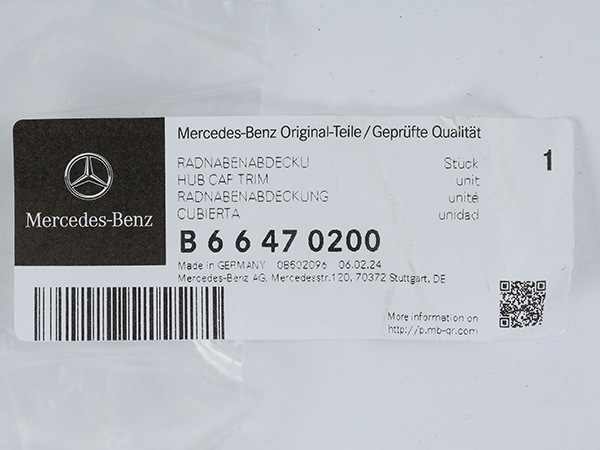 Mercedes-Benz Original-Teile / Geprüfte Qualität
Mercedes-Benz
RADNABENABDECKU Stück 1
HUB CAP TRIM unit
RADNABENABDECKUNG unité
CUBIERTA unidad
B 6 6 47 0200
Made in GERMANY 08502096 06.02.24
Mercedes-Benz AG, Mercedesstr.120, 70372 Stuttgart, DE
More information on
http://p.mb-qr.com